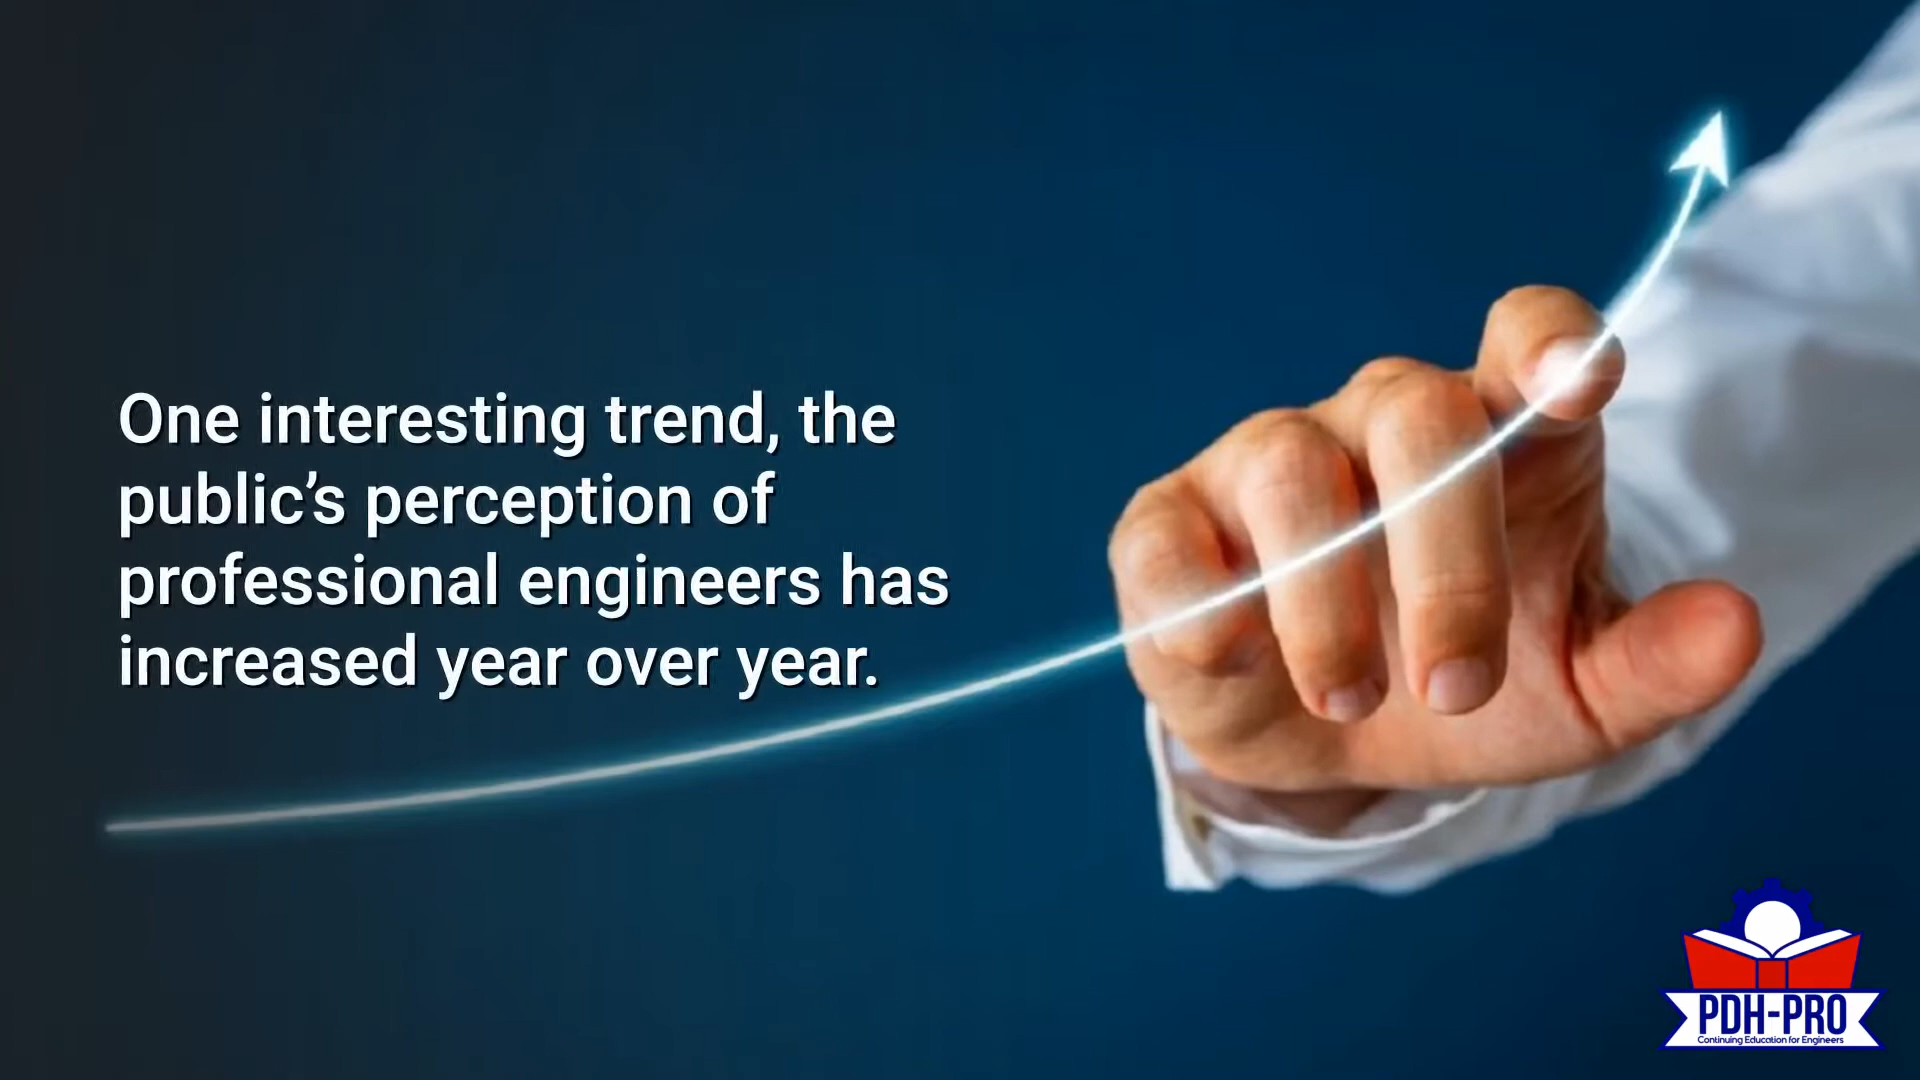 One interesting trend, the
public’s perception of
professional engineers has
increased year over year.
PDH-PRO
Continuing Education for Engineers